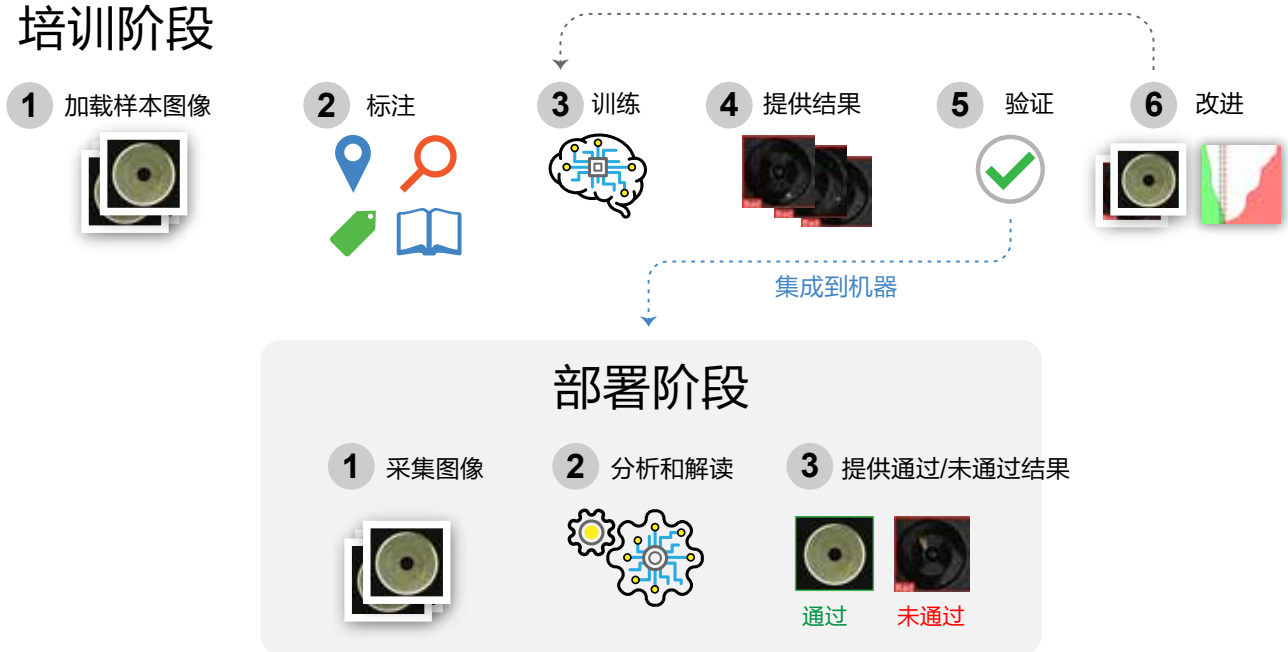 培训阶段
1 加载样本图像
2 标注
3 训练
4 提供结果
5 验证
6 改进
集成到机器
部署阶段
1 采集图像
2 分析和解读
3 提供通过/未通过结果
通过
未通过